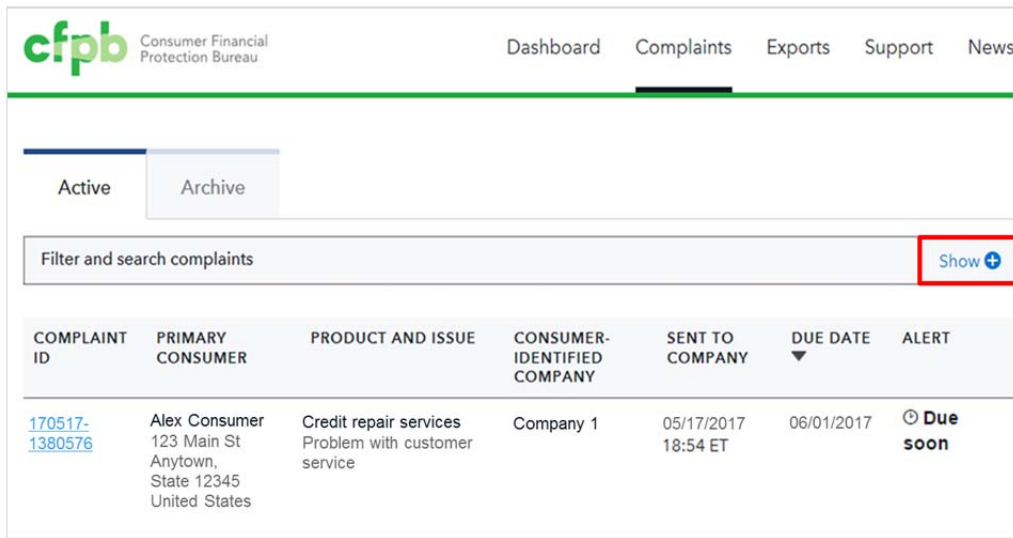 cfpb Consumer Financial
Protection Bureau
Dashboard Complaints Exports Support News
Active Archive
Filter and search complaints Show
COMPLAINT ID PRIMARY CONSUMER PRODUCT AND ISSUE CONSUMER-IDENTIFIED COMPANY SENT TO COMPANY DUE DATE ▼ ALERT
170517-1380576
Alex Consumer
123 Main St
Anytown,
State 12345
United States
Credit repair services
Problem with customer
service
Company 1
05/17/2017
18:54 ET
06/01/2017
Due
soon